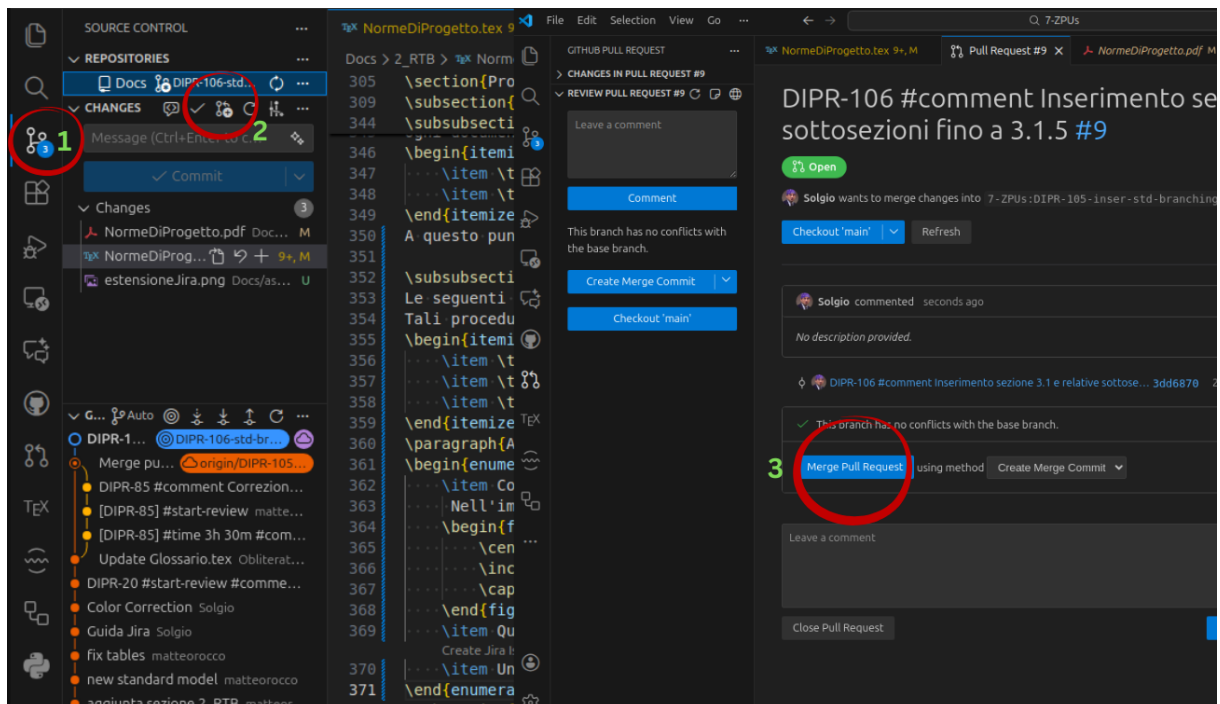 SOURCE CONTROL
REPOSITORIES
Docs DIPR-106-std...
CHANGES
Message (Ctrl+Enter to c...
Commit
Changes 3
NormeDiProgetto.pdf Doc... M
NormeDiProg... 9+, M
estensioneJira.png Docs/as... U
G... Auto
DIPR-1... DIPR-106-std-br...
Merge pu... origin/DIPR-105...
DIPR-85 #comment Correzion...
[DIPR-85] #start-review matte...
[DIPR-85] #time 3h 30m #com...
Update Glossario.tex Obliterat...
DIPR-20 #start-review #comme...
Color Correction Solgio
Guida Jira Solgio
fix tables matteorocco
new standard model matteorocco
aggiunta sezione 2 RTB matteos
1
2
3
TEX
TEX NormeDiProgetto.tex 9
Docs > 2_RTB > TEX Norm
305 \section{Pro
309 \subsection{
344 \subsubsecti
346 \begin{itemi
347 \item \t
348 \item \t
349 \end{itemize
350 A questo pun
351
352 \subsubsecti
353 Le seguenti
354 Tali procedu
355 \begin{itemi
356 \item \t
357 \item \t
358 \item \t
359 \end{itemize
360 \paragraph{A
361 \begin{enume
362 \item Co
363 Nell'im
364 \begin{f
365 \cen
366 \inc
367 \cap
368 \end{fig
369 \item Qu
Create Jira I
370 \item Un
371 \end{enumera
File Edit Selection View Go ...
7-ZPUs
GITHUB PULL REQUEST
CHANGES IN PULL REQUEST #9
REVIEW PULL REQUEST #9
Leave a comment
Comment
This branch has no conflicts with
the base branch.
Create Merge Commit
Checkout 'main'
3
TEX
TEX NormeDiProgetto.tex 9+, M
Pull Request #9
NormeDiProgetto.pdf M
DIPR-106 #comment Inserimento se
sottosezioni fino a 3.1.5 #9
Open
Solgio wants to merge changes into 7-ZPUs:DIPR-105-inser-std-branching
Checkout 'main'
Refresh
Solgio commented seconds ago
No description provided.
DIPR-106 #comment Inserimento sezione 3.1 e relative sottose... 3dd6870 2
This branch has no conflicts with the base branch.
Merge Pull Request using method Create Merge Commit
Leave a comment
Close Pull Request